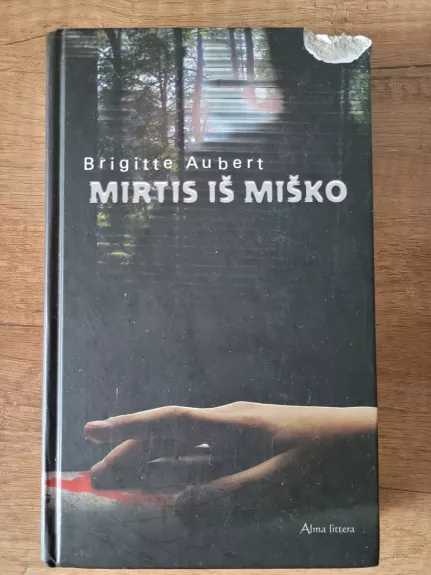 Brigitte Aubert
MIRTIS IŠ MIŠKO
Alma littera